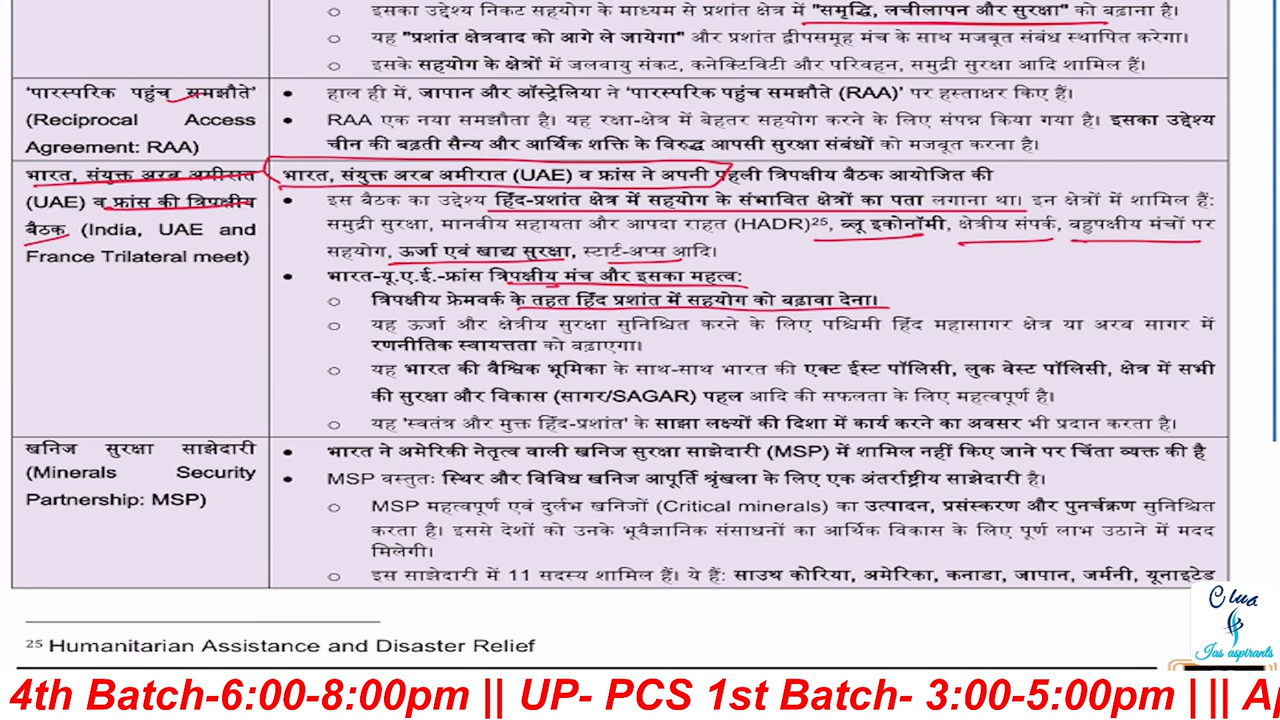 इसका उद्देश्य निकट सहयोग के माध्यम से प्रशांत क्षेत्र में "समृद्धि, लचीलापन और सुरक्षा" को बढ़ाना है।
यह "प्रशांत क्षेत्रवाद को आगे ले जायेगा" और प्रशांत द्वीपसमूह मंच के साथ मजबूत संबंध स्थापित करेगा।
इसके सहयोग के क्षेत्रों में जलवायु संकट, कनेक्टिविटी और परिवहन, समुद्री सुरक्षा आदि शामिल हैं।
'पारस्परिक पहुंच समझौते'
(Reciprocal Access
Agreement: RAA)
हाल ही में, जापान और ऑस्ट्रेलिया ने 'पारस्परिक पहुंच समझौते (RAA)' पर हस्ताक्षर किए हैं।
RAA एक नया समझौता है। यह रक्षा-क्षेत्र में बेहतर सहयोग करने के लिए संपन्न किया गया है। इसका उद्देश्य
चीन की बढ़ती सैन्य और आर्थिक शक्ति के विरुद्ध आपसी सुरक्षा संबंधों को मजबूत करना है।
भारत, संयुक्त अरब अमीरात
(UAE) व फ्रांस की त्रिपक्षीय
बैठक (India, UAE and
France Trilateral meet)
भारत, संयुक्त अरब अमीरात (UAE) व फ्रांस ने अपनी पहली त्रिपक्षीय बैठक आयोजित की
इस बैठक का उद्देश्य हिंद-प्रशांत क्षेत्र में सहयोग के संभावित क्षेत्रों का पता लगाना था। इन क्षेत्रों में शामिल हैं:
समुद्री सुरक्षा, मानवीय सहायता और आपदा राहत (HADR)25, ब्लू इकोनॉमी, क्षेत्रीय संपर्क, बहुपक्षीय मंचों पर
सहयोग, ऊर्जा एवं खाद्य सुरक्षा, स्टार्ट-अप्स आदि।
भारत-यू.ए.ई.-फ्रांस त्रिपक्षीय मंच और इसका महत्व:
त्रिपक्षीय फ्रेमवर्क के तहत हिंद प्रशांत में सहयोग को बढ़ावा देना।
यह ऊर्जा और क्षेत्रीय सुरक्षा सुनिश्चित करने के लिए पश्चिमी हिंद महासागर क्षेत्र या अरब सागर में
रणनीतिक स्वायत्तता को बढ़ाएगा।
यह भारत की वैश्विक भूमिका के साथ-साथ भारत की एक्ट ईस्ट पॉलिसी, लुक वेस्ट पॉलिसी, क्षेत्र में सभी
की सुरक्षा और विकास (सागर/SAGAR) पहल आदि की सफलता के लिए महत्वपूर्ण है।
यह 'स्वतंत्र और मुक्त हिंद-प्रशांत' के साझा लक्ष्यों की दिशा में कार्य करने का अवसर भी प्रदान करता है।
खनिज सुरक्षा साझेदारी
(Minerals Security
Partnership: MSP)
भारत ने अमेरिकी नेतृत्व वाली खनिज सुरक्षा साझेदारी (MSP) में शामिल नहीं किए जाने पर चिंता व्यक्त की है
MSP वस्तुतः स्थिर और विविध खनिज आपूर्ति श्रृंखला के लिए एक अंतर्राष्ट्रीय साझेदारी है।
MSP महत्वपूर्ण एवं दुर्लभ खनिजों (Critical minerals) का उत्पादन, प्रसंस्करण और पुनर्चक्रण सुनिश्चित
करता है। इससे देशों को उनके भूवैज्ञानिक संसाधनों का आर्थिक विकास के लिए पूर्ण लाभ उठाने में मदद
मिलेगी।
इस साझेदारी में 11 सदस्य शामिल हैं। ये हैं: साउथ कोरिया, अमेरिका, कनाडा, जापान, जर्मनी, यूनाइटेड
25 Humanitarian Assistance and Disaster Relief
Clue
Ias aspirants
4th Batch-6:00-8:00pm || UP- PCS 1st Batch- 3:00-5:00pm | || Ap